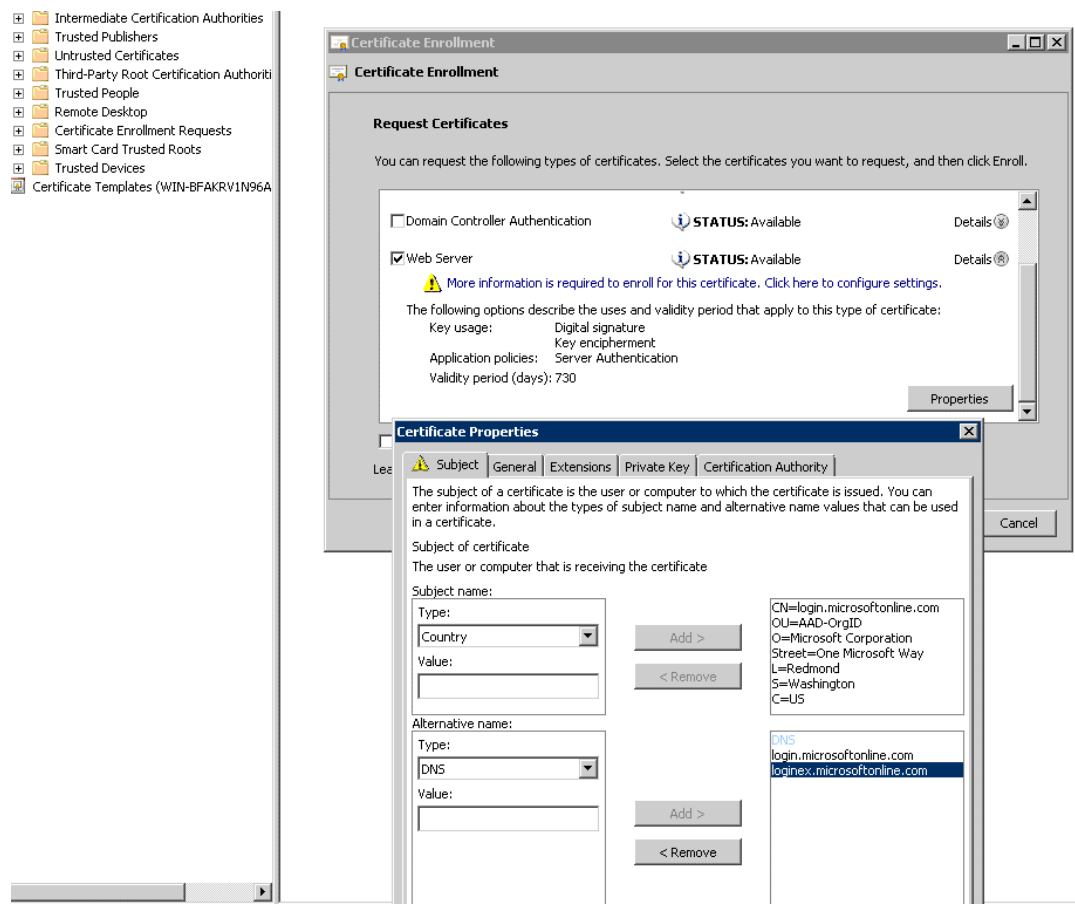 Intermediate Certification Authorities
Trusted Publishers
Untrusted Certificates
Third-Party Root Certification Authoriti
Trusted People
Remote Desktop
Certificate Enrollment Requests
Smart Card Trusted Roots
Trusted Devices
Certificate Templates (WIN-BFAKRV1N96A
Certificate Enrollment
Certificate Enrollment
Request Certificates
You can request the following types of certificates. Select the certificates you want to request, and then click Enroll.
Domain Controller Authentication STATUS: Available Details
Web Server STATUS: Available Details
More information is required to enroll for this certificate. Click here to configure settings.
The following options describe the uses and validity period that apply to this type of certificate:
Key usage: Digital signature
Key encipherment
Application policies: Server Authentication
Validity period (days): 730
Properties
Lea
Cancel
Certificate Properties
Subject General Extensions Private Key Certification Authority
The subject of a certificate is the user or computer to which the certificate is issued. You can
enter information about the types of subject name and alternative name values that can be used
in a certificate.
Subject of certificate
The user or computer that is receiving the certificate
Subject name:
Type:
Country
Value:
Add >
< Remove
CN=login.microsoftonline.com
OU=AAD-OrgID
O=Microsoft Corporation
Street=One Microsoft Way
L=Redmond
S=Washington
C=US
Alternative name:
Type:
DNS
Value:
Add >
< Remove
DNS
login.microsoftonline.com
loginex.microsoftonline.com